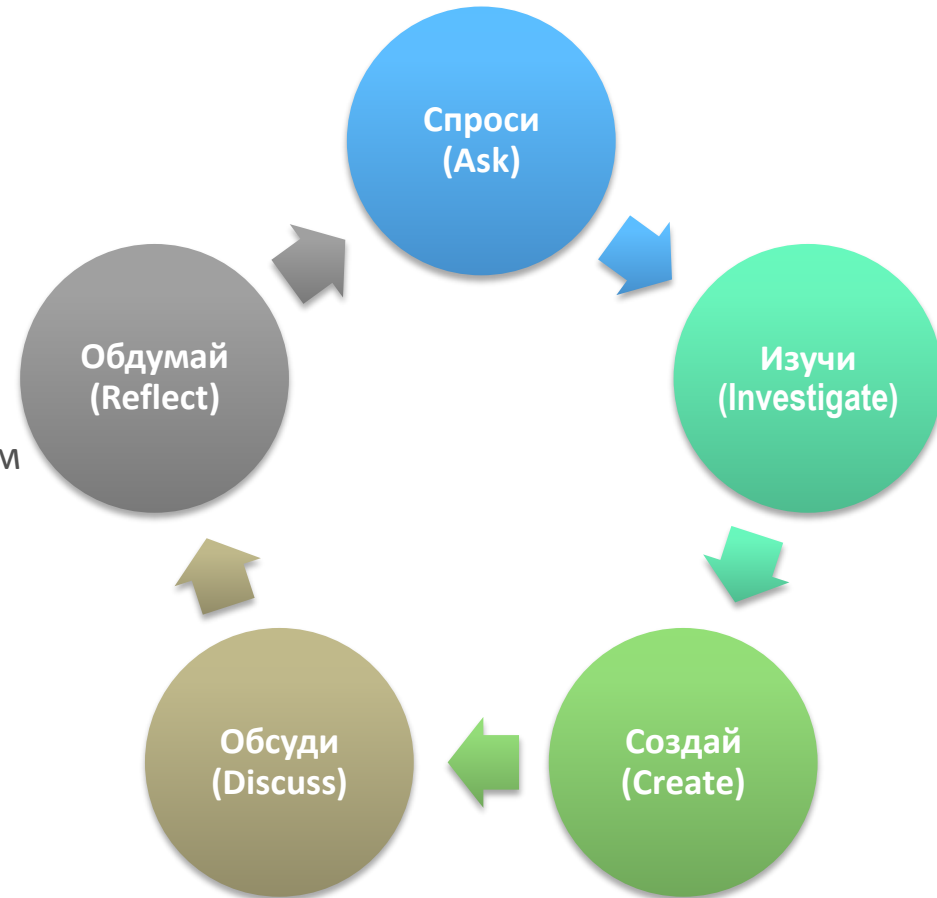 Спроси
(Ask)
Изучи
(Investigate)
Создай
(Create)
Обсуди
(Discuss)
Обдумай
(Reflect)
м